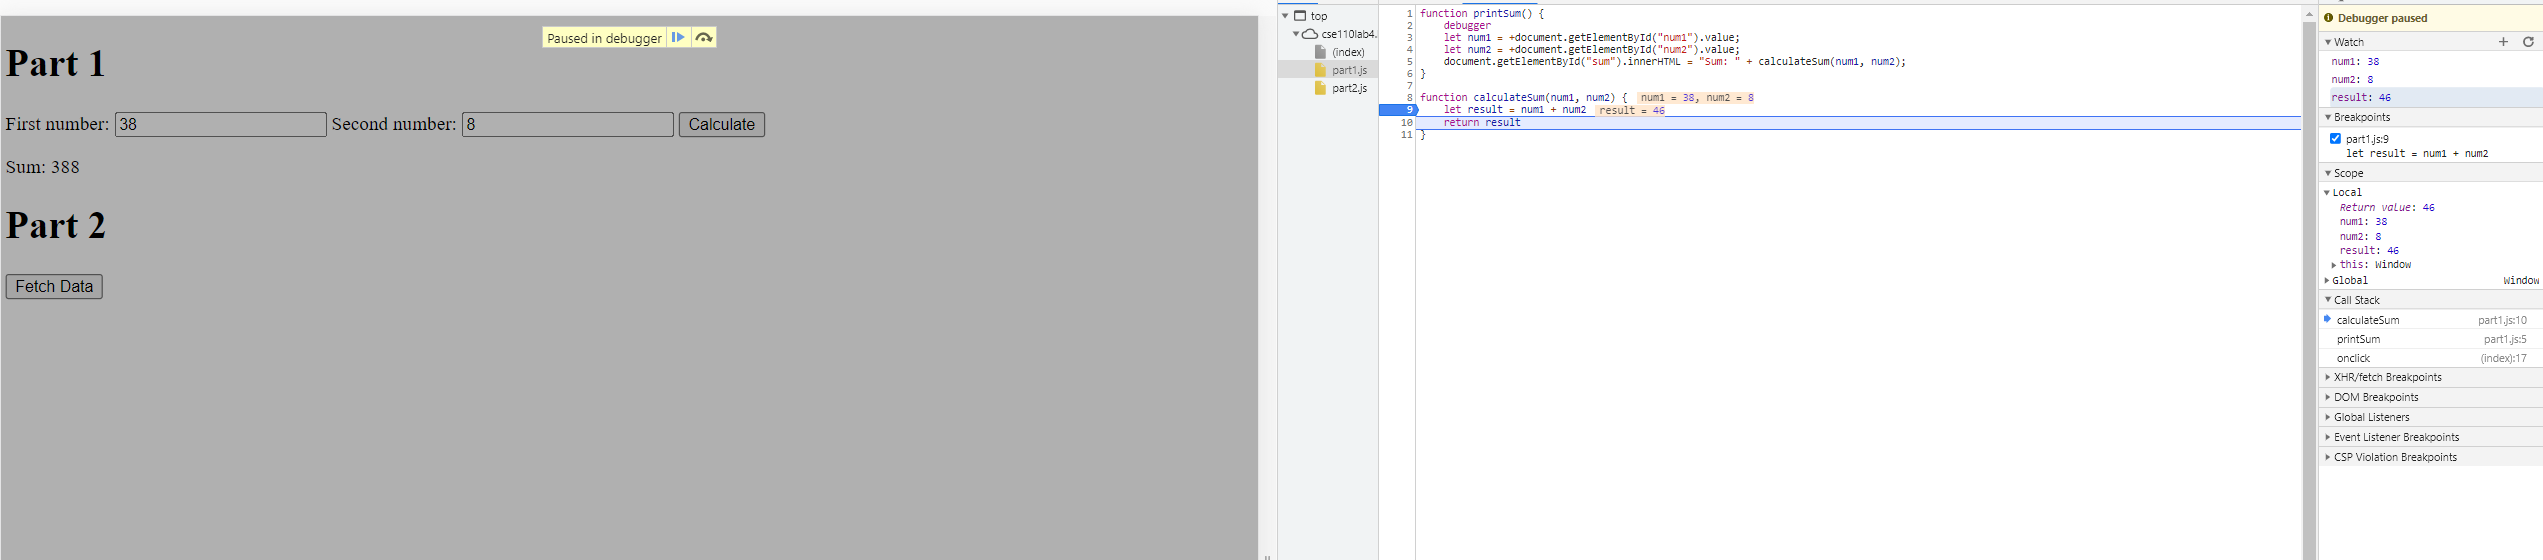 Paused in debugger
Part 1
First number: 38 Second number: 8 Calculate
Sum: 388
Part 2
Fetch Data
top
cse110lab4.
(index)
part1.js
part2.js
1 function printSum() {
2 debugger
3 let num1 = +document.getElementById("num1").value;
4 let num2 = +document.getElementById("num2").value;
5 document.getElementById("sum").innerHTML = "Sum: " + calculateSum(num1, num2);
6 }
7
8 function calculateSum(num1, num2) { num1 = 38, num2 = 8
9 let result = num1 + num2 result = 46
10 return result
11 }
Debugger paused
Watch
num1: 38
num2: 8
result: 46
Breakpoints
part1.js:9
let result = num1 + num2
Scope
Local
Return value: 46
num1: 38
num2: 8
result: 46
this: Window
Global Window
Call Stack
calculateSum part1.js:10
printSum part1.js:5
onclick (index):17
XHR/fetch Breakpoints
DOM Breakpoints
Global Listeners
Event Listener Breakpoints
CSP Violation Breakpoints